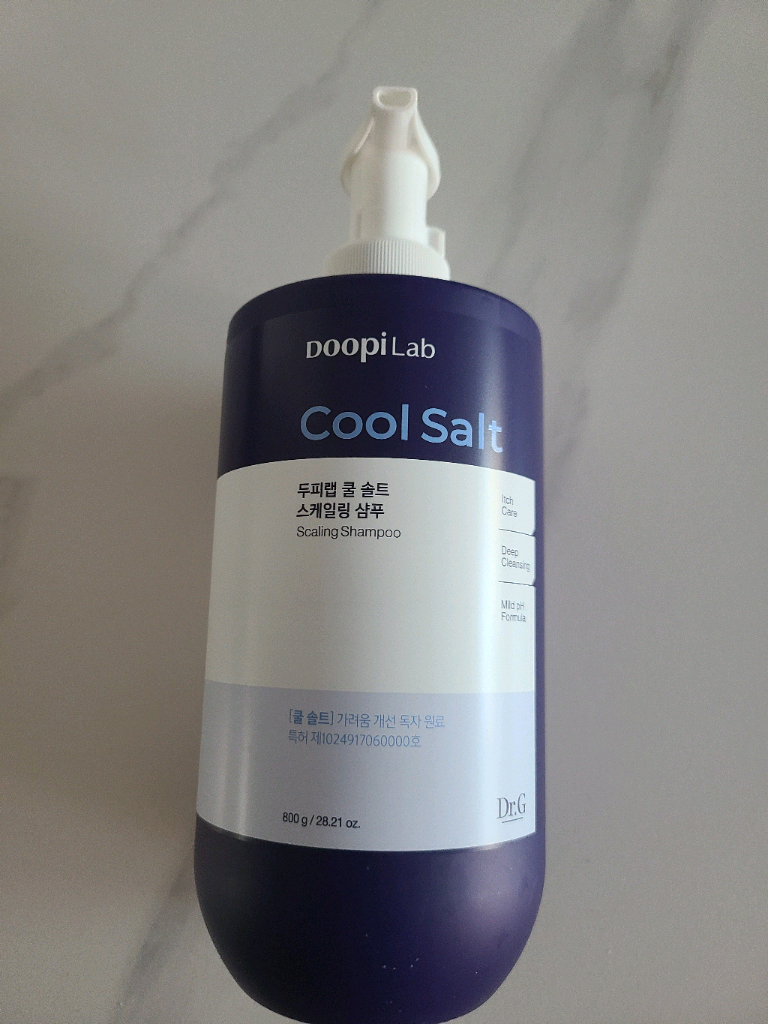 DoopiLab
Cool Salt
두피랩 쿨 솔트
스케일링 샴푸
Scaling Shampoo
Itch
Care
Deep
Cleansing
Mild pH
Formula
[쿨 솔트] 가려움 개선 독자 원료
특허 제1024917060000호
800 g / 28.21 oz.
Dr.G